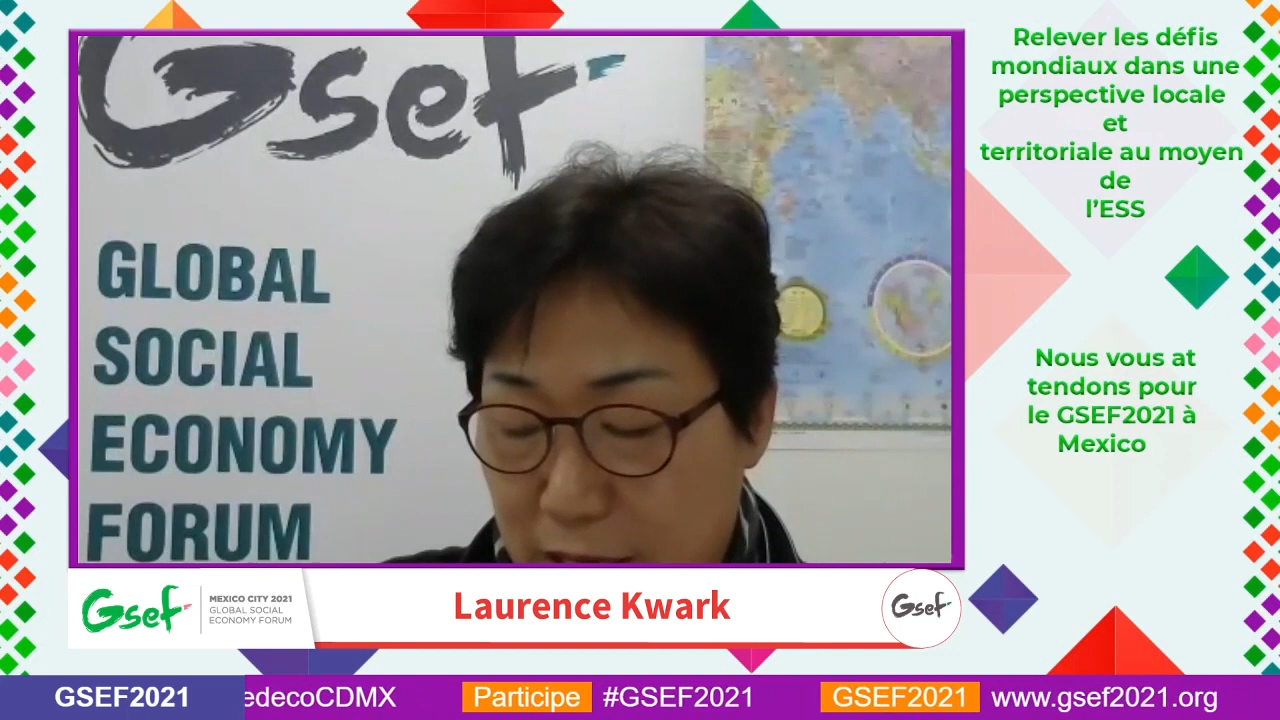 Gsef
GLOBAL
SOCIAL
ECONOMY
FORUM
Relever les défis
mondiaux dans une
perspective locale
et
territoriale au moyen
de
l'ESS
Nous vous at
tendons pour
le GSEF2021 à
Mexico
Gsef
MEXICO CITY 2021
GLOBAL SOCIAL
ECONOMY FORUM
Laurence Kwark
Gsef
GSEF2021 edecoCDMX Participe #GSEF2021 GSEF2021 www.gsef2021.org